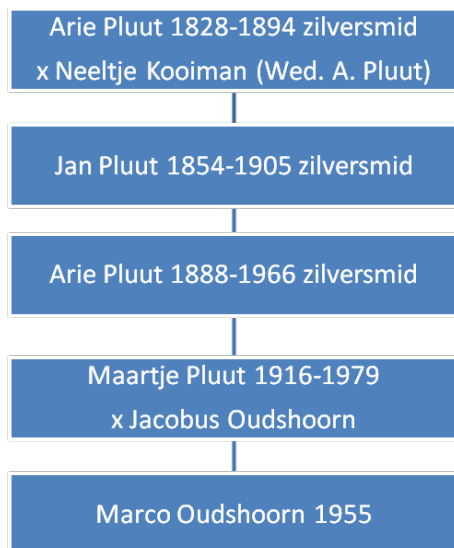 Arie Pluut 1828-1894 zilversmid
x Neeltje Kooiman (Wed. A. Pluut)
Jan Pluut 1854-1905 zilversmid
Arie Pluut 1888-1966 zilversmid
Maartje Pluut 1916-1979
x Jacobus Oudshoorn
Marco Oudshoorn 1955